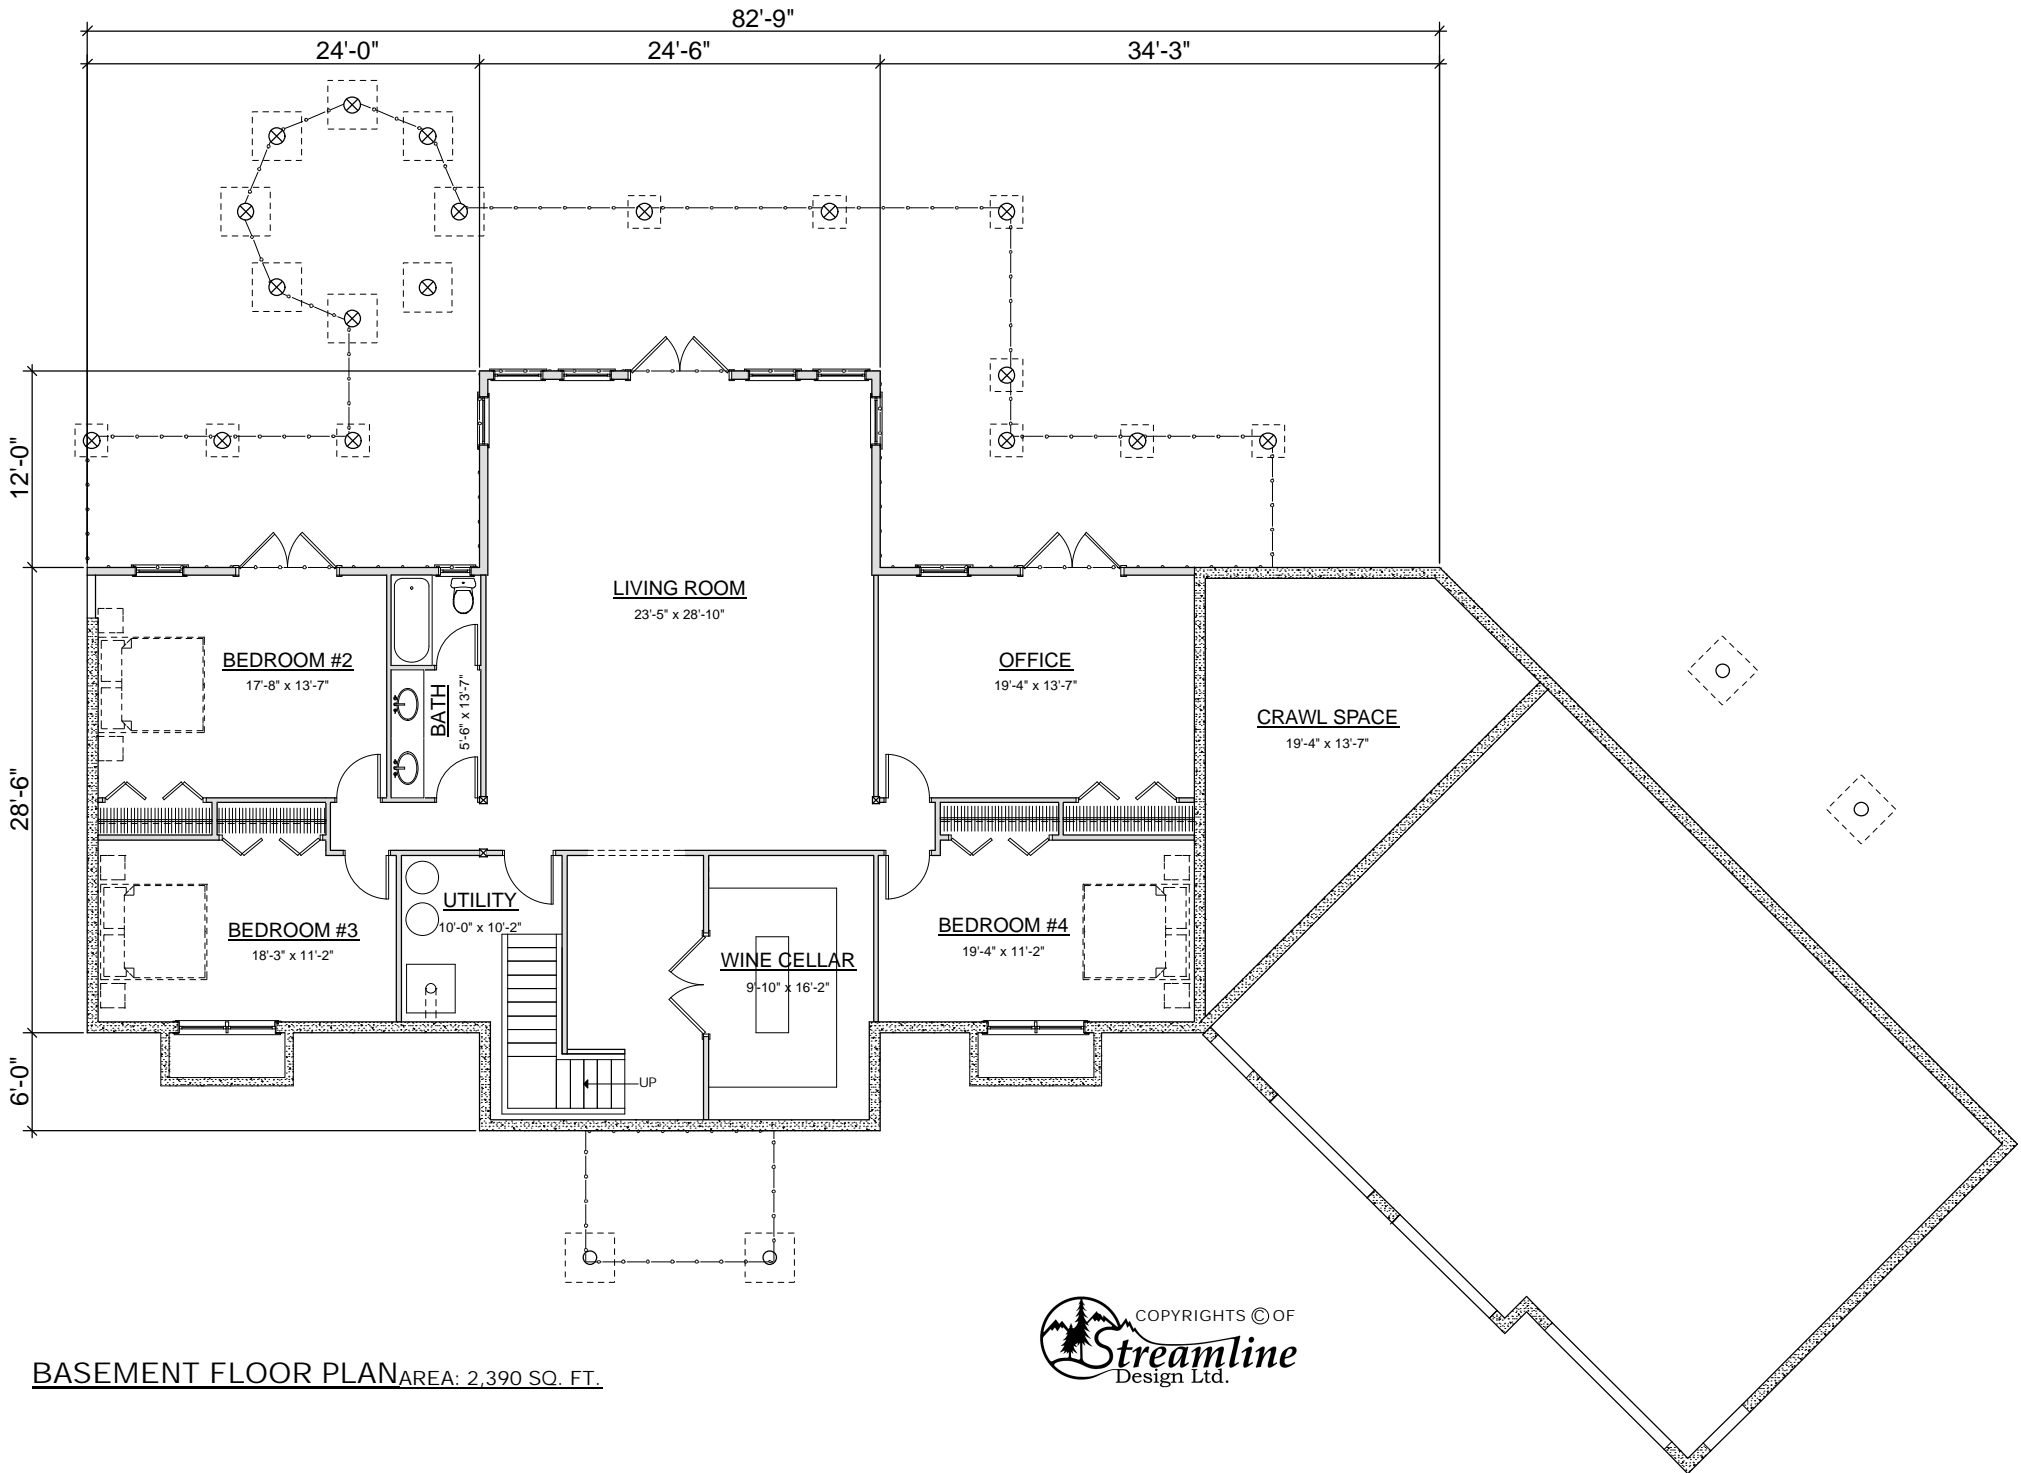 82'-9"
24'-0"
24'-6"
34'-3"
12'-0"
28'-6"
6'-0"
LIVING ROOM
23'-5" x 28'-10"
BEDROOM #2
17'-8" x 13'-7"
BATH
5'-6" x 13'-7"
OFFICE
19'-4" x 13'-7"
CRAWL SPACE
19'-4" x 13'-7"
UTILITY
10'-0" x 10'-2"
BEDROOM #3
18'-3" x 11'-2"
WINE CELLAR
9'-10" x 16'-2"
BEDROOM #4
19'-4" x 11'-2"
UP
COPYRIGHTS © OF
Streamline
Design Ltd.
BASEMENT FLOOR PLAN AREA: 2,390 SQ. FT.